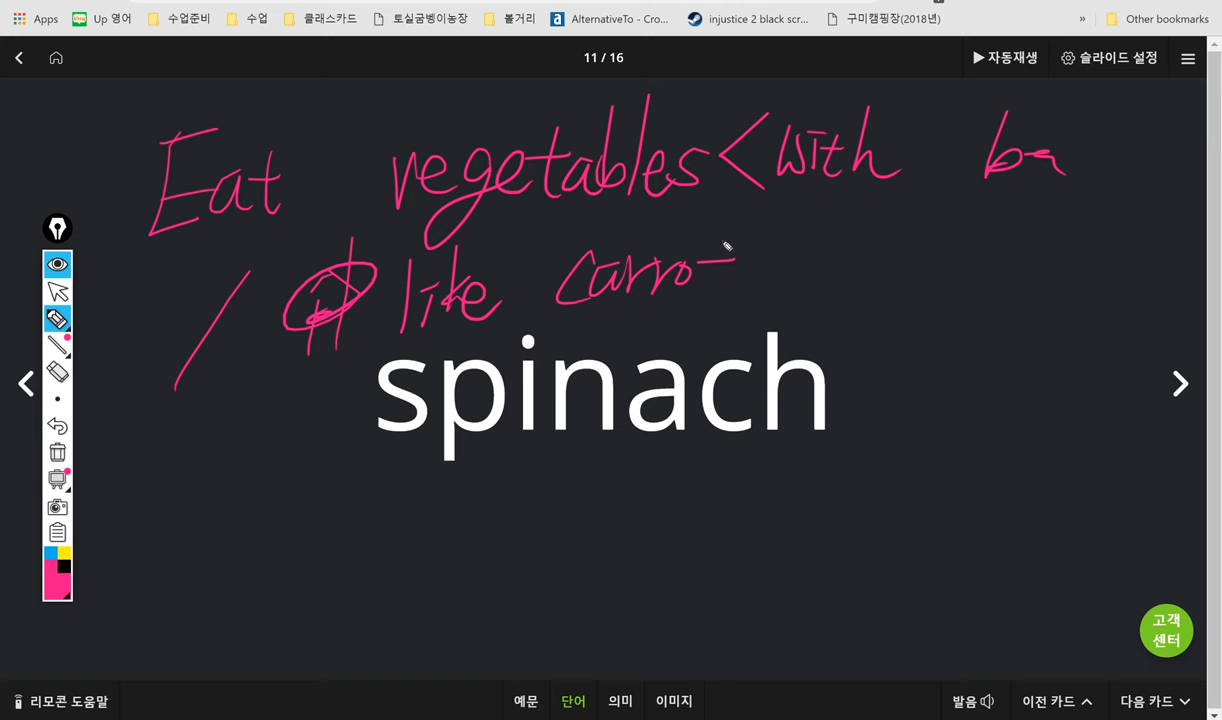 Apps Up 영어 수업준비 수업 클래스카드 토실굼벵이농장 볼거리 AlternativeTo - Cro... injustice 2 black scr... 구미캠핑장(2018년) » Other bookmarks
11 / 16 자동재생 슬라이드 설정
Eat vegetables < with ba
/ like carro
spinach
고객
센터
리모콘 도움말 예문 단어 의미 이미지 발음 이전 카드 다음 카드